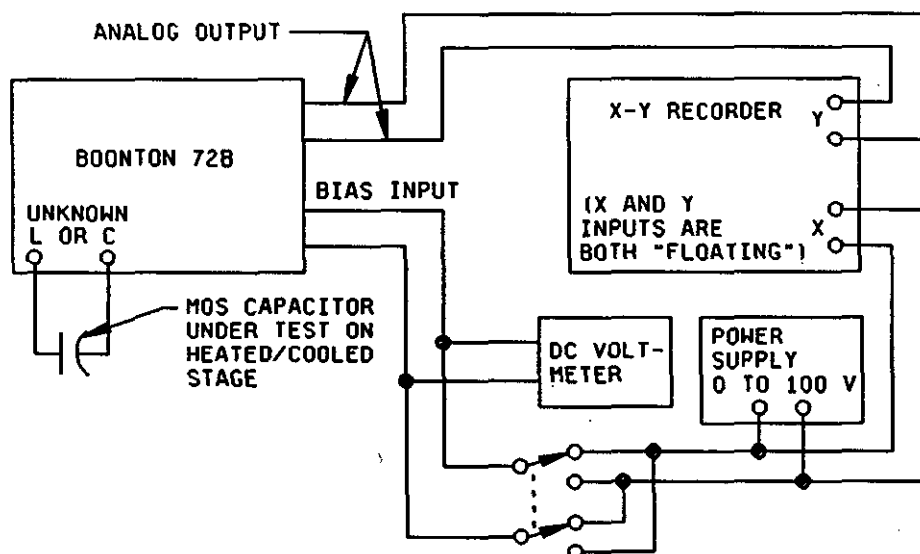 ANALOG OUTPUT
BOONTON 72B
UNKNOWN
L OR C
BIAS INPUT
X-Y RECORDER
Y
(X AND Y
INPUTS ARE
BOTH "FLOATING")
X
MOS CAPACITOR
UNDER TEST ON
HEATED/COOLED
STAGE
DC VOLT-
METER
POWER
SUPPLY
0 TO 100 V